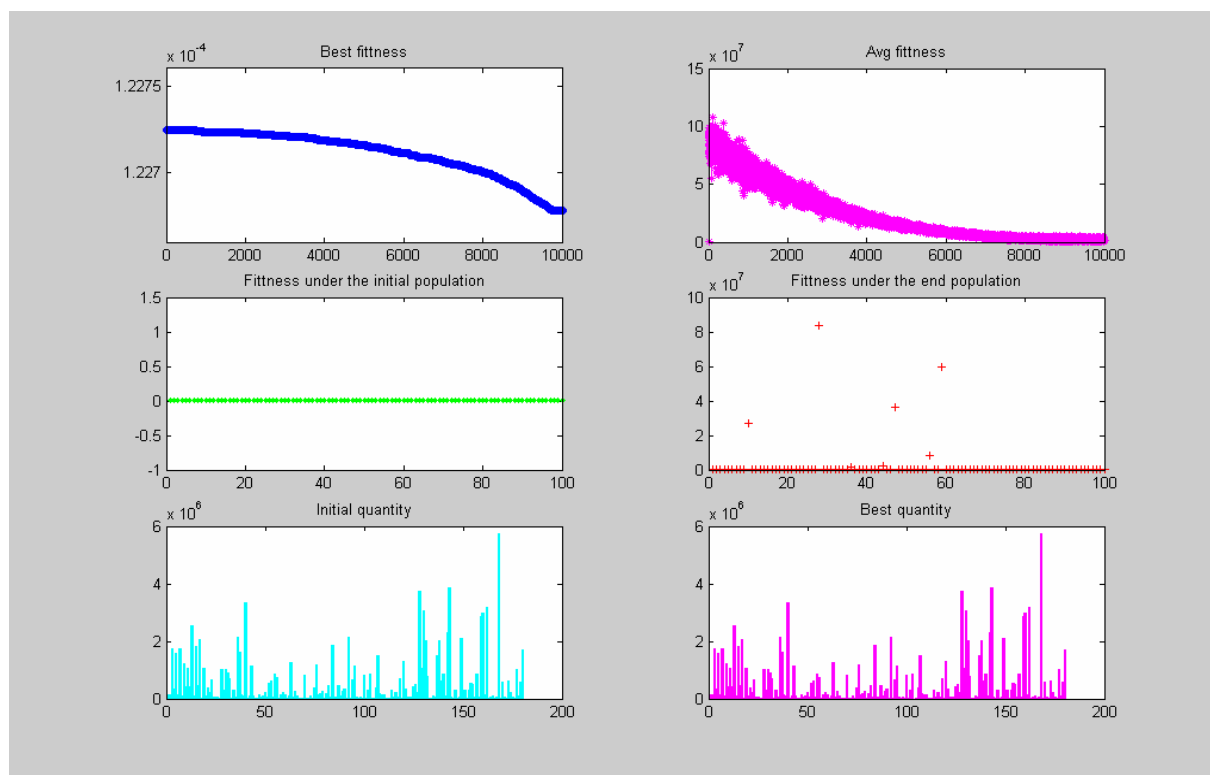 x 10^-4
Best fittness
1.2275
1.227
0 2000 4000 6000 8000 10000
x 10^7
Avg fittness
15
10
5
0
0 2000 4000 6000 8000 10000
Fittness under the initial population
1.5
1
0.5
0
-0.5
-1
0 20 40 60 80 100
x 10^7
Fittness under the end population
10
8
6
4
2
0
0 20 40 60 80 100
x 10^6
Initial quantity
6
4
2
0
0 50 100 150 200
x 10^6
Best quantity
6
4
2
0
0 50 100 150 200